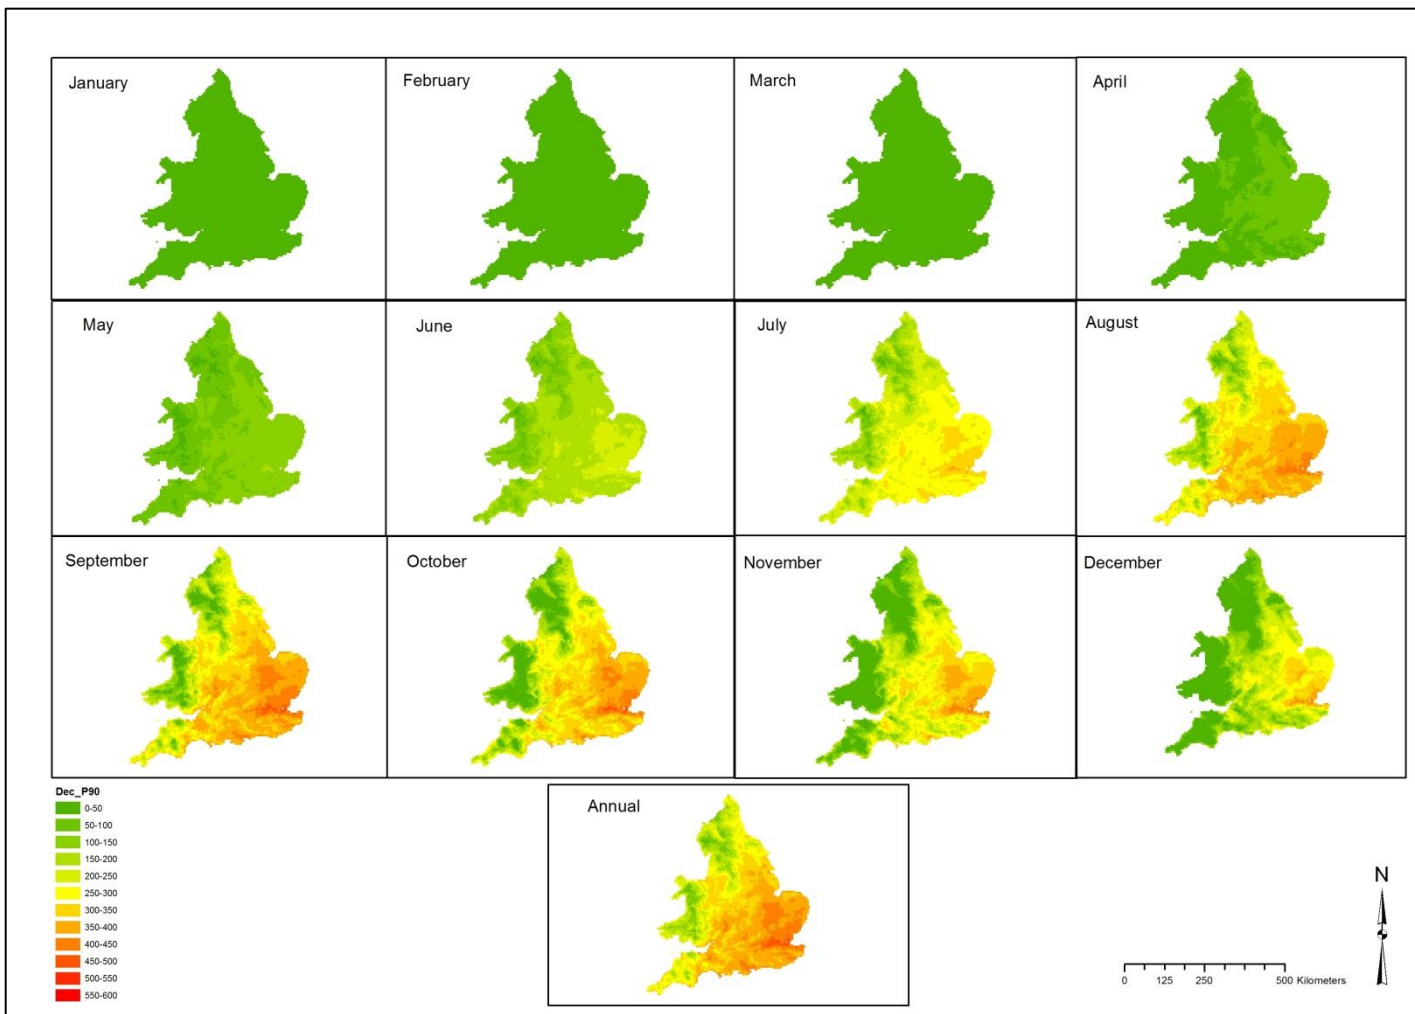 January
February
March
April
May
June
July
August
September
October
November
December
Dec_P90
0-50
50-100
100-150
150-200
200-250
250-300
300-350
350-400
400-450
450-500
500-550
550-600
Annual
N
0 125 250 500 Kilometers